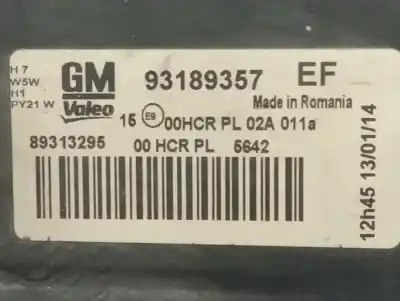 H7
W5W
H1
PY21 W
GM
Valeo
93189357 EF
Made in Romania
15 E9 00HCR PL 02A 011a
89313295 00 HCR PL 5642
12h45 13/01/14